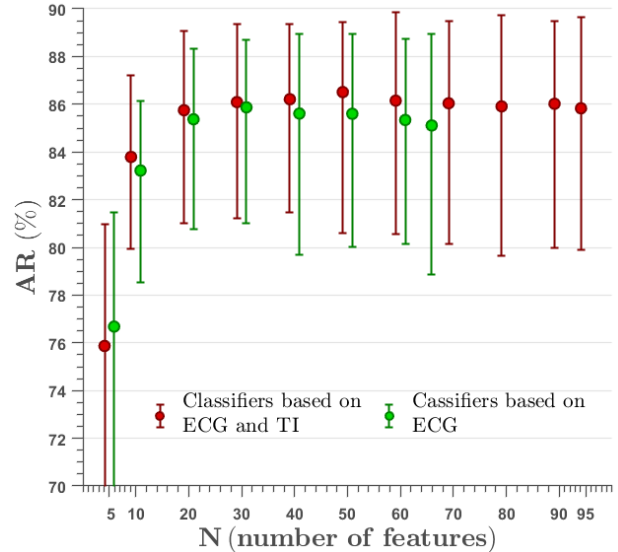 90
88
86
84
82
80
78
76
74
72
70
AR (%)
Classifiers based on
ECG and TI
Cassifiers based on
ECG
5 10 20 30 40 50 60 70 80 90 95
N (number of features)